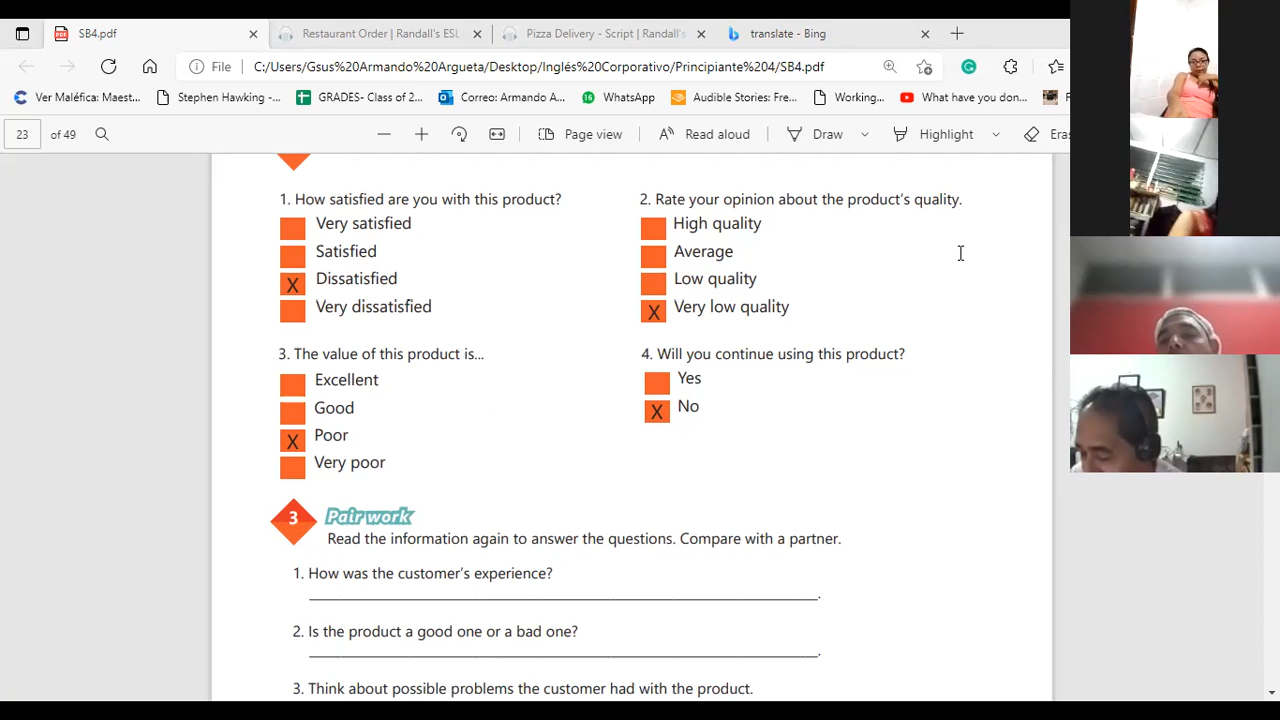 SB4.pdf
Restaurant Order | Randall's ESL
Pizza Delivery - Script | Randall's
translate - Bing
File
C:/Users/Gsus%20Armando%20Argueta/Desktop/Inglés%20Corporativo/Principiante%204/SB4.pdf
Ver Maléfica: Maest...
Stephen Hawking -...
GRADES- Class of 2...
Correo: Armando A...
WhatsApp
Audible Stories: Fre...
Working...
What have you don...
23 of 49
Page view
Read aloud
Draw
Highlight
Eras
1. How satisfied are you with this product?
Very satisfied
Satisfied
X Dissatisfied
Very dissatisfied
2. Rate your opinion about the product's quality.
High quality
Average
Low quality
X Very low quality
3. The value of this product is...
Excellent
Good
X Poor
Very poor
4. Will you continue using this product?
Yes
X No
3 Pair work
Read the information again to answer the questions. Compare with a partner.
1. How was the customer's experience?
2. Is the product a good one or a bad one?
3. Think about possible problems the customer had with the product.